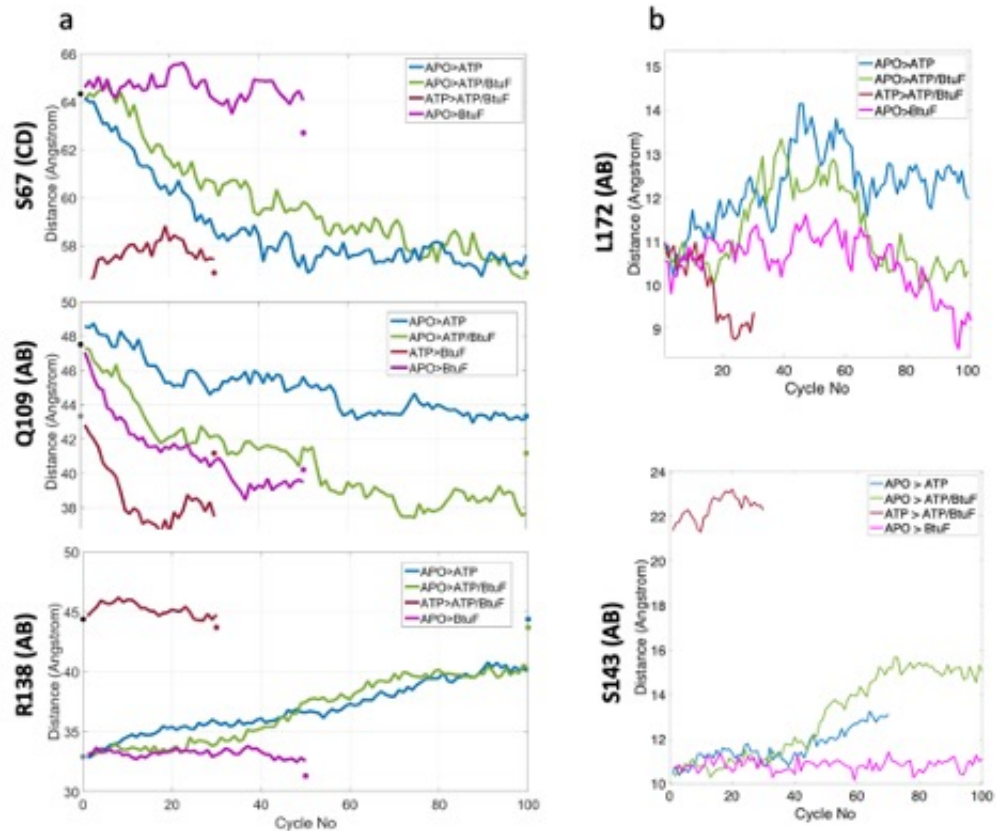 a
S67 (CD)
Distance (Angstrom)
66
64
62
60
58
APO>ATP
APO>ATP/BtuF
ATP>ATP/BtuF
APO>BtuF
Q109 (AB)
Distance (Angstrom)
50
48
46
44
42
40
38
APO>ATP
APO>ATP/BtuF
ATP>BtuF
APO>BtuF
R138 (AB)
Distance (Angstrom)
50
45
40
35
30
APO>ATP
APO>ATP/BtuF
ATP>ATP/BtuF
APO>BtuF
0 20 40 60 80 100
Cycle No
b
L172 (AB)
Distance (Angstrom)
15
14
13
12
11
10
9
APO>ATP
APO>ATP/BtuF
ATP>ATP/BtuF
APO>BtuF
20 40 60 80 100
Cycle No
S143 (AB)
Distance (Angstrom)
24
22
20
18
16
14
12
10
APO > ATP
APO > ATP/BtuF
ATP > ATP/BtuF
APO > BtuF
0 20 40 60 80 100
Cycle No